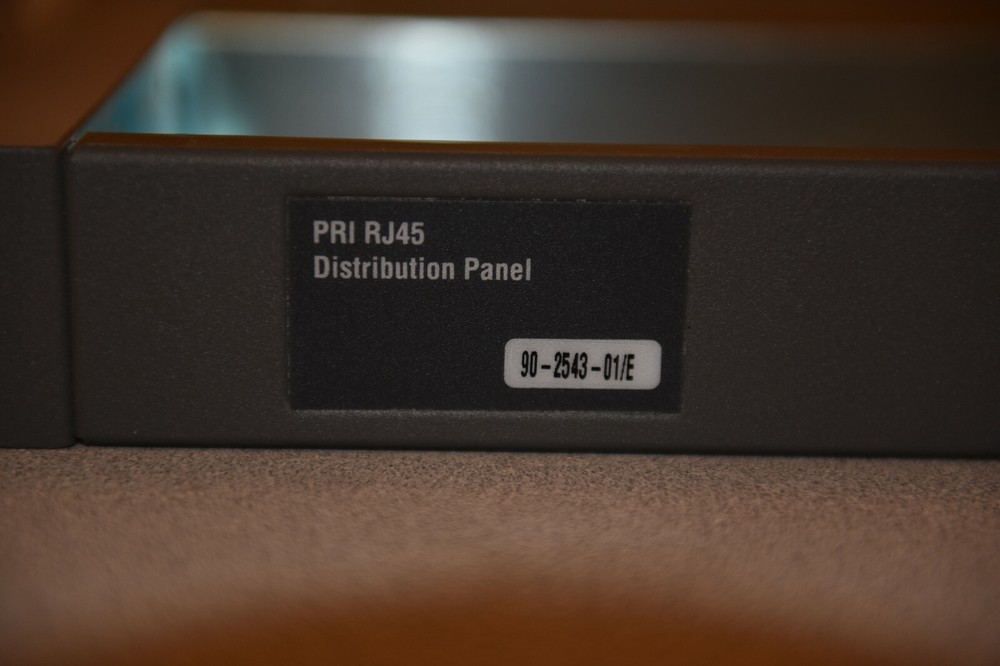 PRI RJ45
Distribution Panel
90-2543-01/E